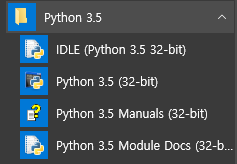 Python 3.5
IDLE (Python 3.5 32-bit)
Python 3.5 (32-bit)
Python 3.5 Manuals (32-bit)
Python 3.5 Module Docs (32-b...